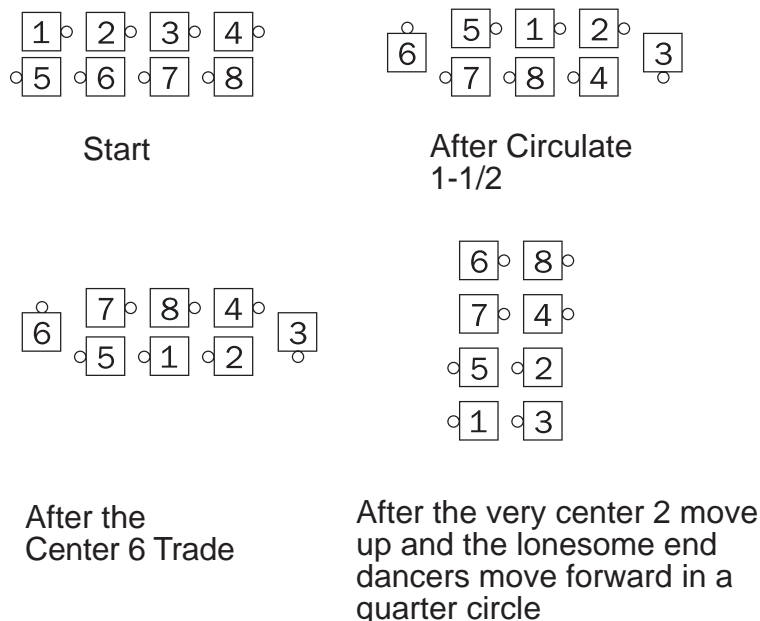 1 2 3 4
5 6 7 8
Start
6 5 1 2 3
7 8 4
After Circulate
1-1/2
6 7 8 4 3
5 1 2
After the
Center 6 Trade
6 8
7 4
5 2
1 3
After the very center 2 move
up and the lonesome end
dancers move forward in a
quarter circle